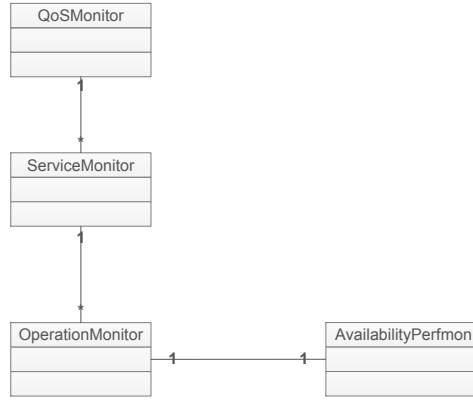 QoSMonitor
1
*
ServiceMonitor
1
*
OperationMonitor
1
1
AvailabilityPerfmon